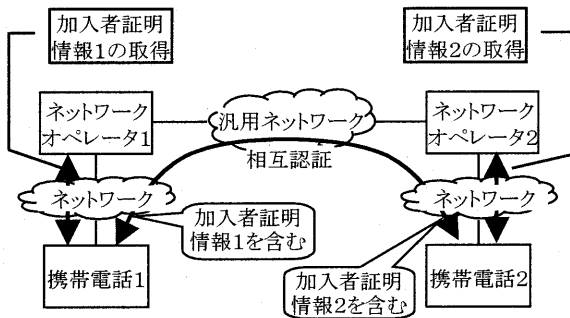 加入者証明
情報1の取得
加入者証明
情報2の取得
ネットワーク
オペレータ1
汎用ネットワーク
ネットワーク
オペレータ2
相互認証
ネットワーク
ネットワーク
加入者証明
情報1を含む
携帯電話1
加入者証明
情報2を含む
携帯電話2